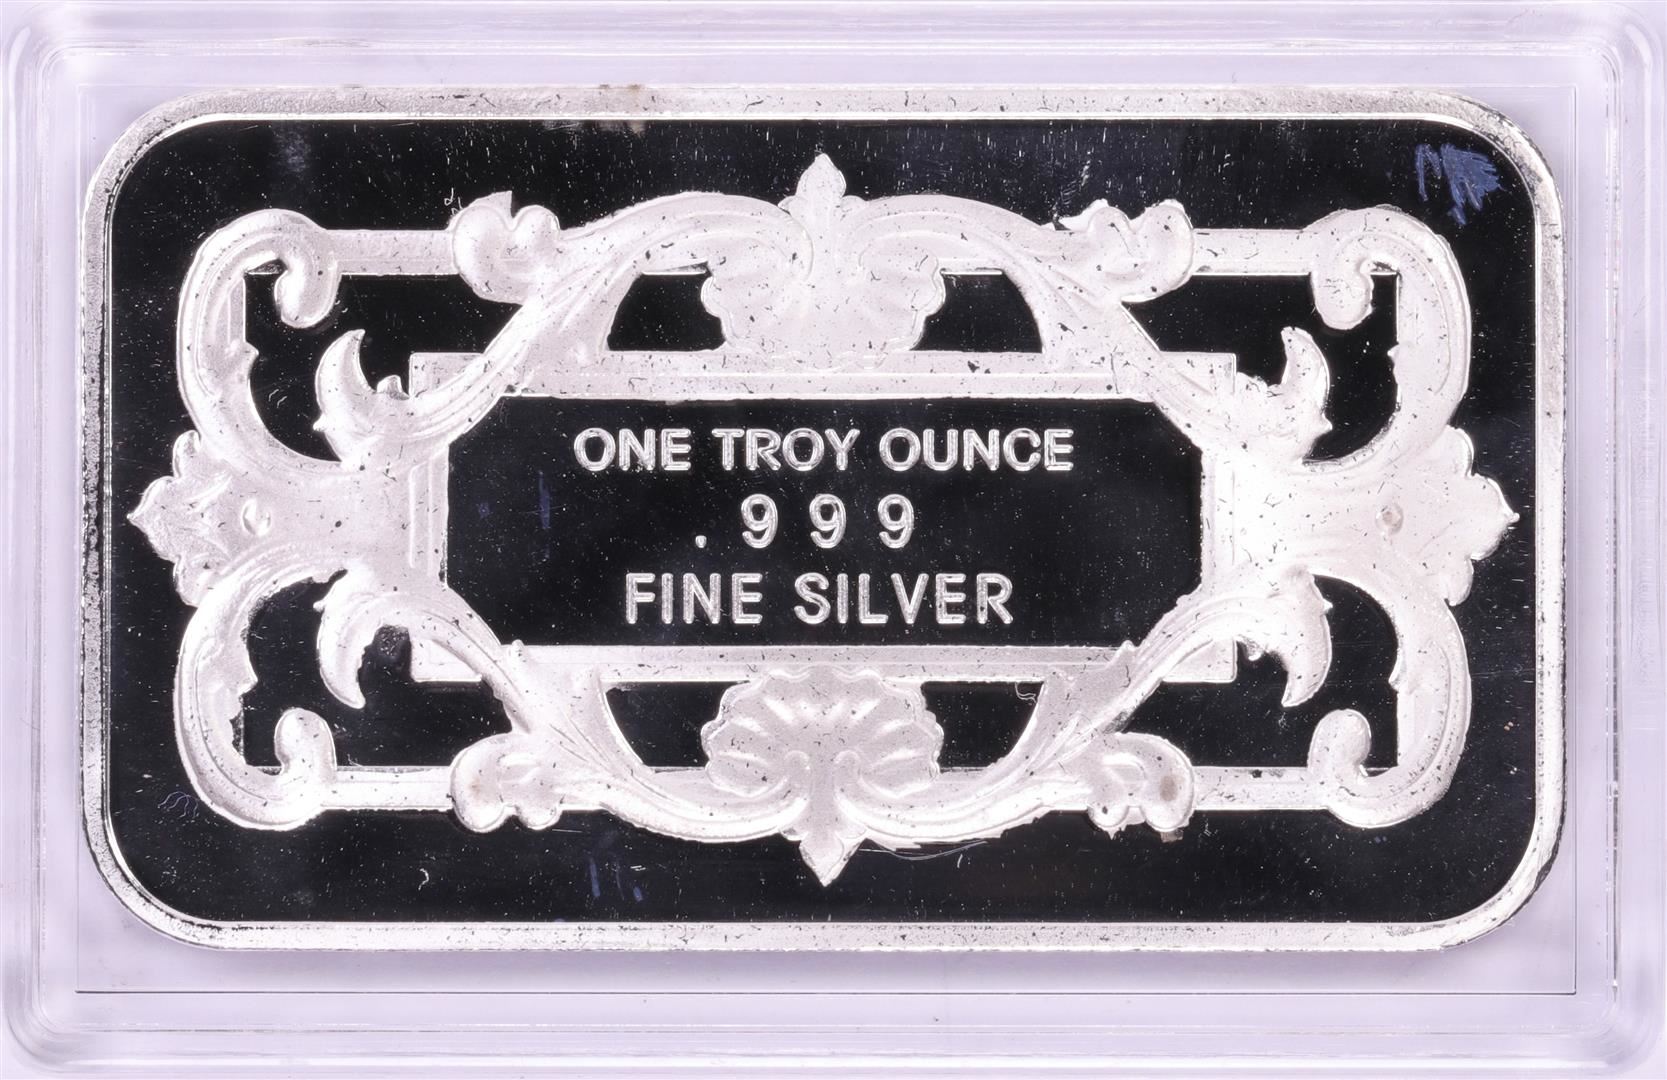 ONE TROY OUNCE
.999
FINE SILVER